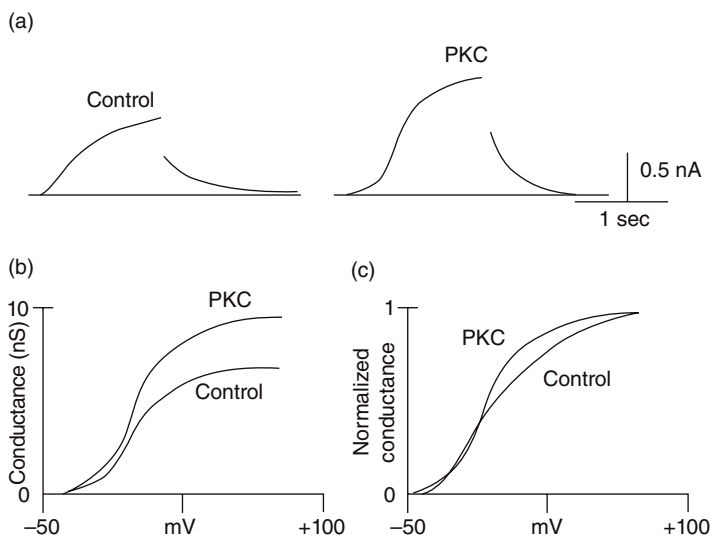 (a)
Control
PKC
0.5 nA
1 sec
(b)
10
Conductance (nS)
0
PKC
Control
–50
mV
+100
(c)
1
Normalized
conductance
0
PKC
Control
–50
mV
+100